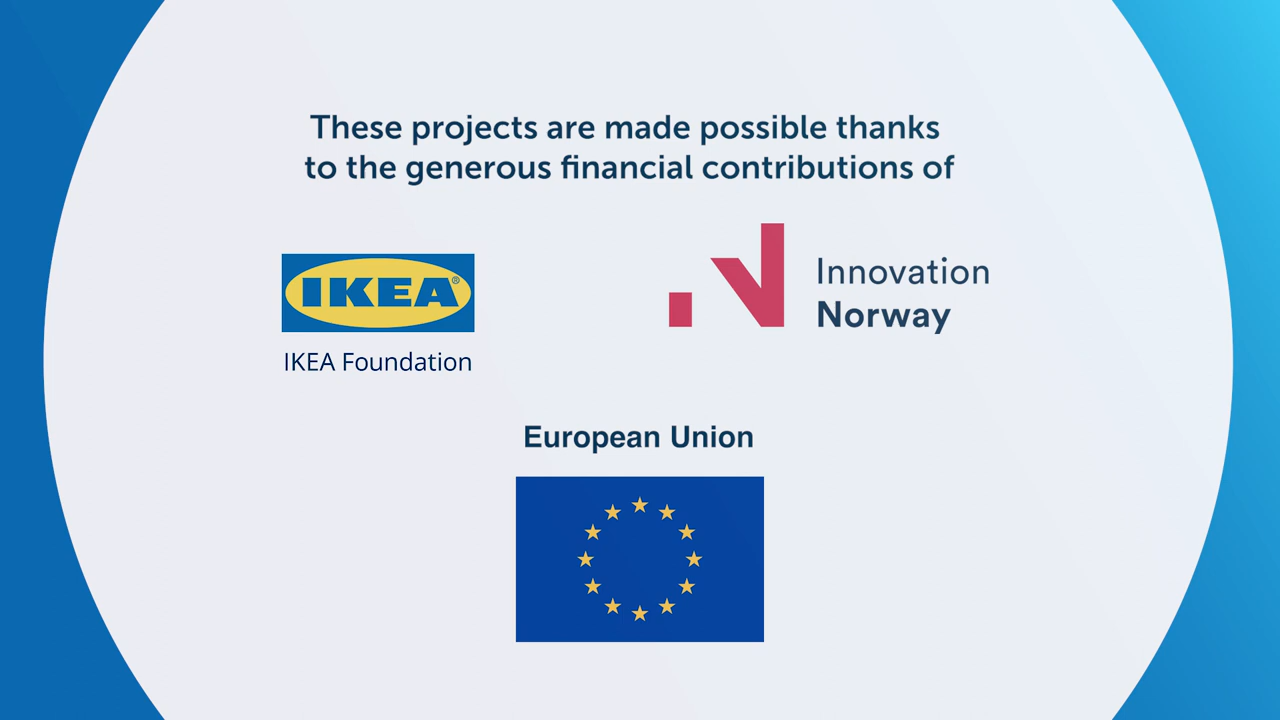 These projects are made possible thanks
to the generous financial contributions of
IKEA®
IKEA Foundation
Innovation
Norway
European Union